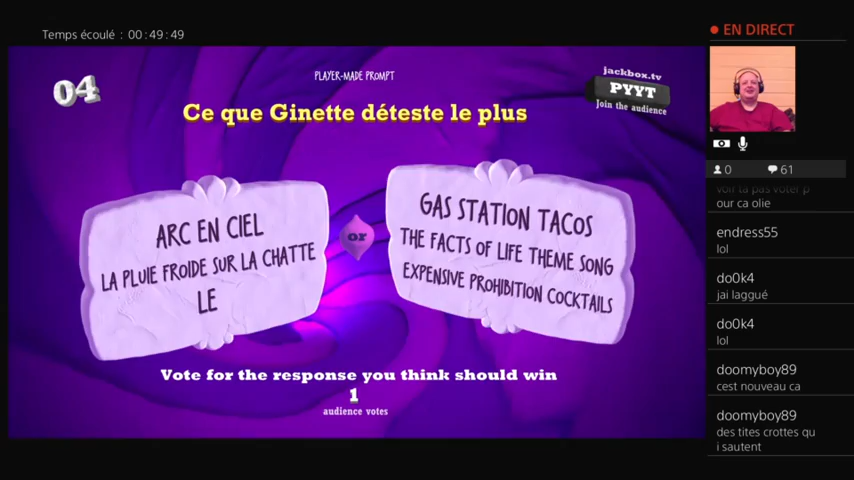 Temps écoulé : 00:49:49
EN DIRECT
04
PLAYER-MADE PROMPT
jackbox.tv
PYYT
Join the audience
Ce que Ginette déteste le plus
ARC EN CIEL
LA PLUIE FROIDE SUR LA CHATTE
LE
or
GAS STATION TACOS
THE FACTS OF LIFE THEME SONG
EXPENSIVE PROHIBITION COCKTAILS
Vote for the response you think should win
1
audience votes
0
61
voir ta pas voter p
our ca olie
endress55
lol
do0k4
jai laggué
do0k4
lol
doomyboy89
cest nouveau ca
doomyboy89
des tites crottes qu
i sautent